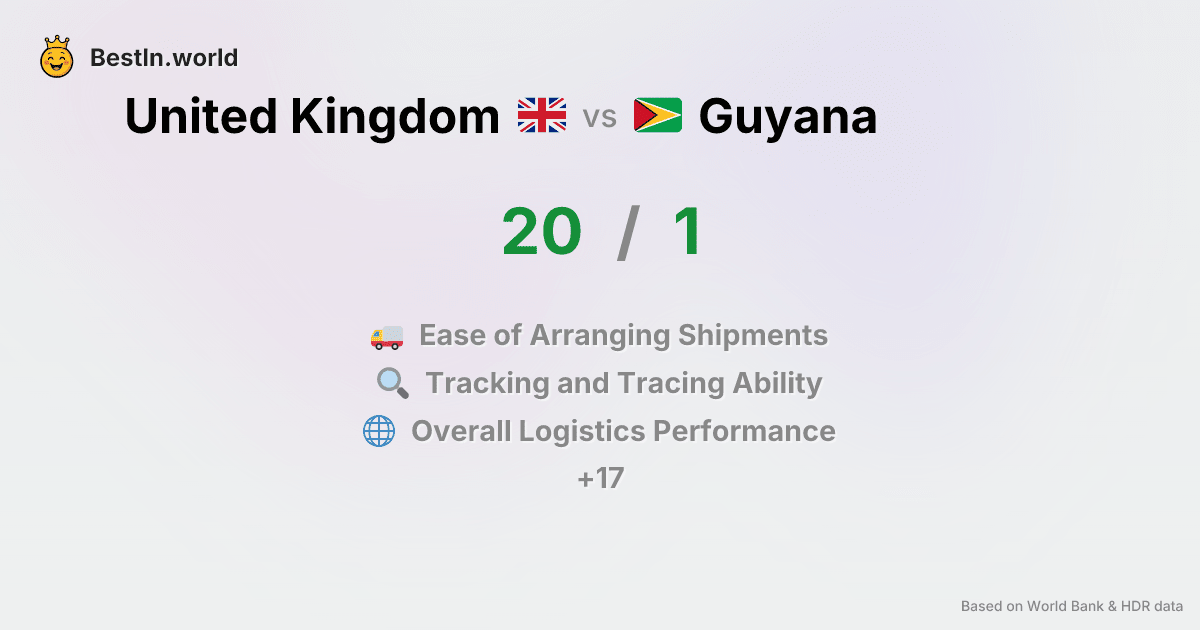 BestIn.world
United Kingdom vs Guyana
20 / 1
Ease of Arranging Shipments
Tracking and Tracing Ability
Overall Logistics Performance
+17
Based on World Bank & HDR data